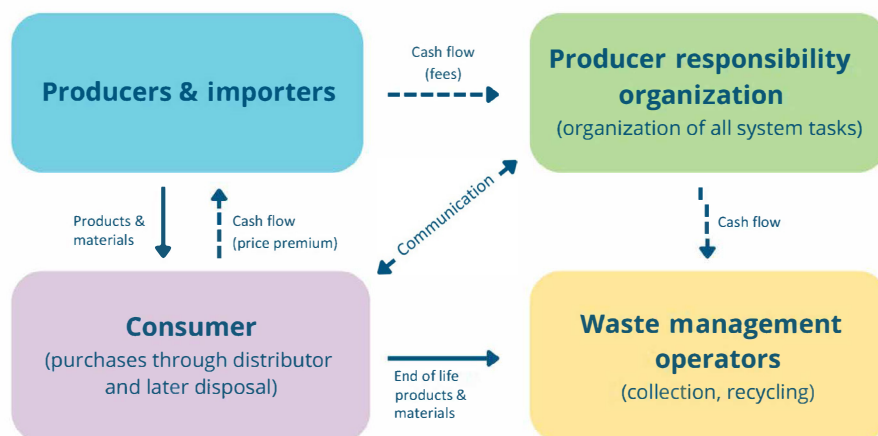 Producers & importers
Cash flow
(fees)
Producer responsibility
organization
(organization of all system tasks)
Products &
materials
Cash flow
(price premium)
Communication
Cash flow
Consumer
(purchases through distributor
and later disposal)
End of life
products &
materials
Waste management
operators
(collection, recycling)